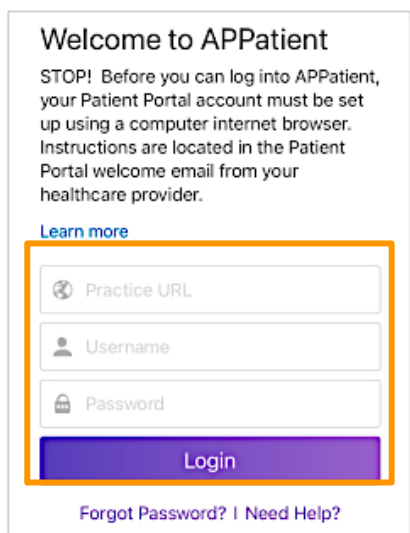 Welcome to APPatient
STOP! Before you can log into APPatient,
your Patient Portal account must be set
up using a computer internet browser.
Instructions are located in the Patient
Portal welcome email from your
healthcare provider.
Learn more
Practice URL
Username
Password
Login
Forgot Password? | Need Help?